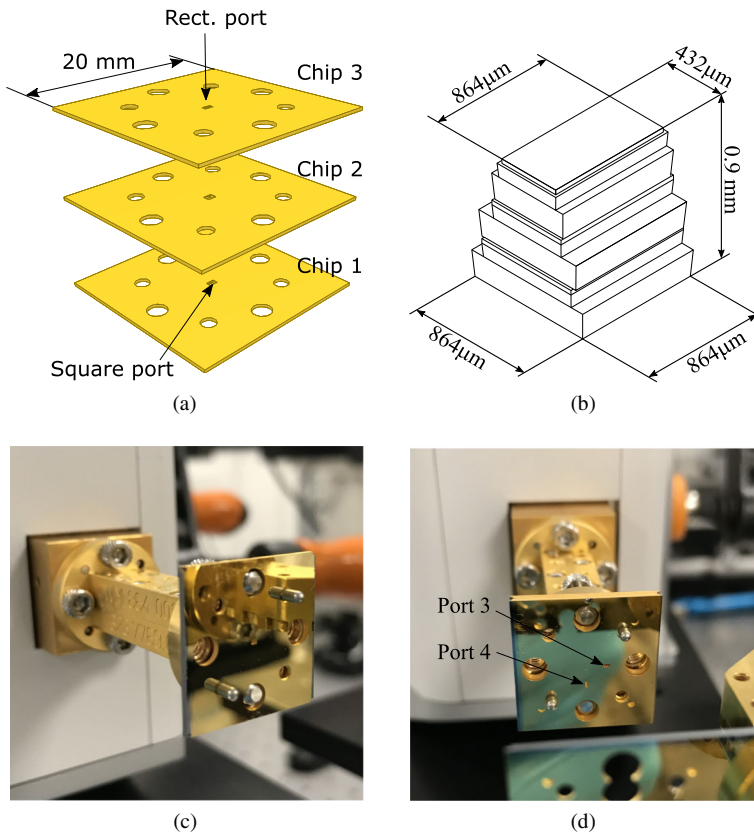 Rect. port
20 mm
Chip 3
Chip 2
Chip 1
Square port
(a)
864μm
432μm
0.9 mm
864μm
864μm
(b)
(c)
Port 3
Port 4
(d)